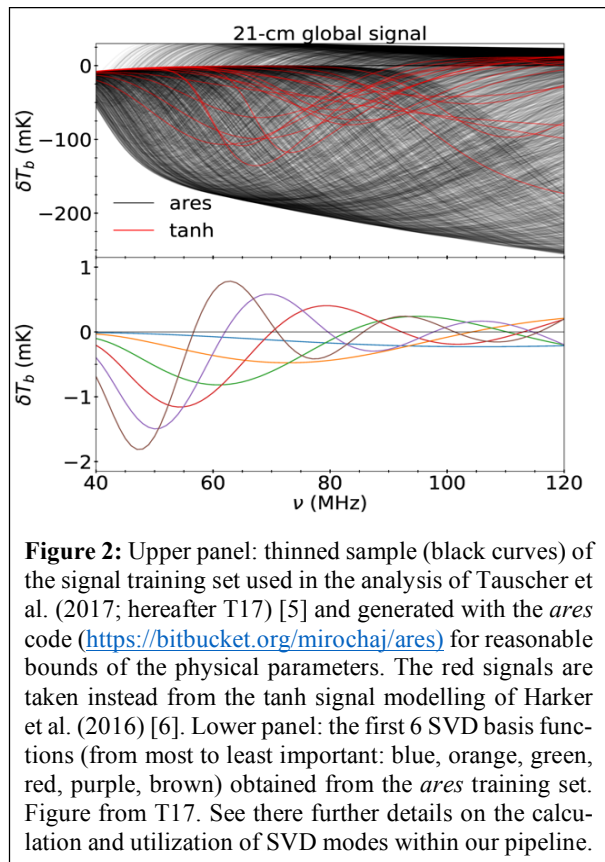 21-cm global signal
0
−100
−200
δT_b (mK)
ares
tanh
1
0
−1
−2
δT_b (mK)
40
60
80
100
120
ν (MHz)
Figure 2: Upper panel: thinned sample (black curves) of
the signal training set used in the analysis of Tauscher et
al. (2017; hereafter T17) [5] and generated with the ares
code (https://bitbucket.org/mirochaj/ares) for reasonable
bounds of the physical parameters. The red signals are
taken instead from the tanh signal modelling of Harker
et al. (2016) [6]. Lower panel: the first 6 SVD basis func-
tions (from most to least important: blue, orange, green,
red, purple, brown) obtained from the ares training set.
Figure from T17. See there further details on the calcu-
lation and utilization of SVD modes within our pipeline.